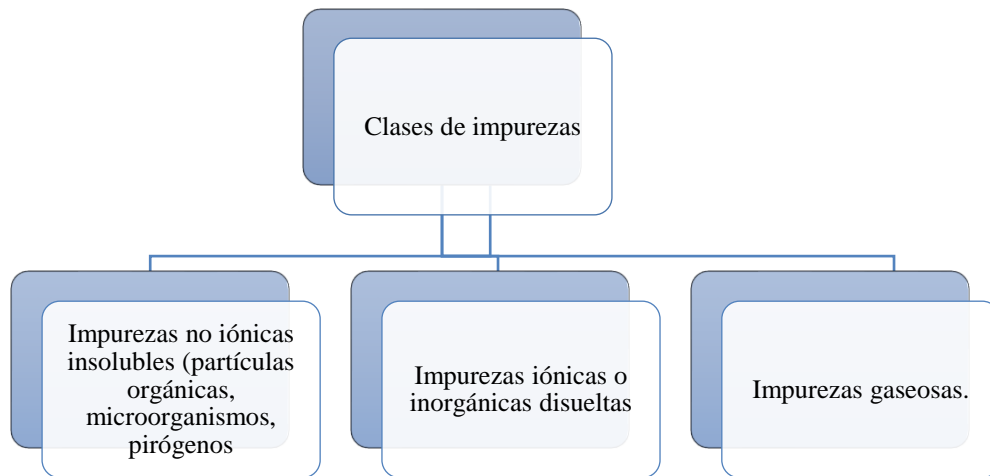 Clases de impurezas
Impurezas no iónicas
insolubles (partículas
orgánicas,
microorganismos,
pirógenos
Impurezas iónicas o
inorgánicas disueltas
Impurezas gaseosas.